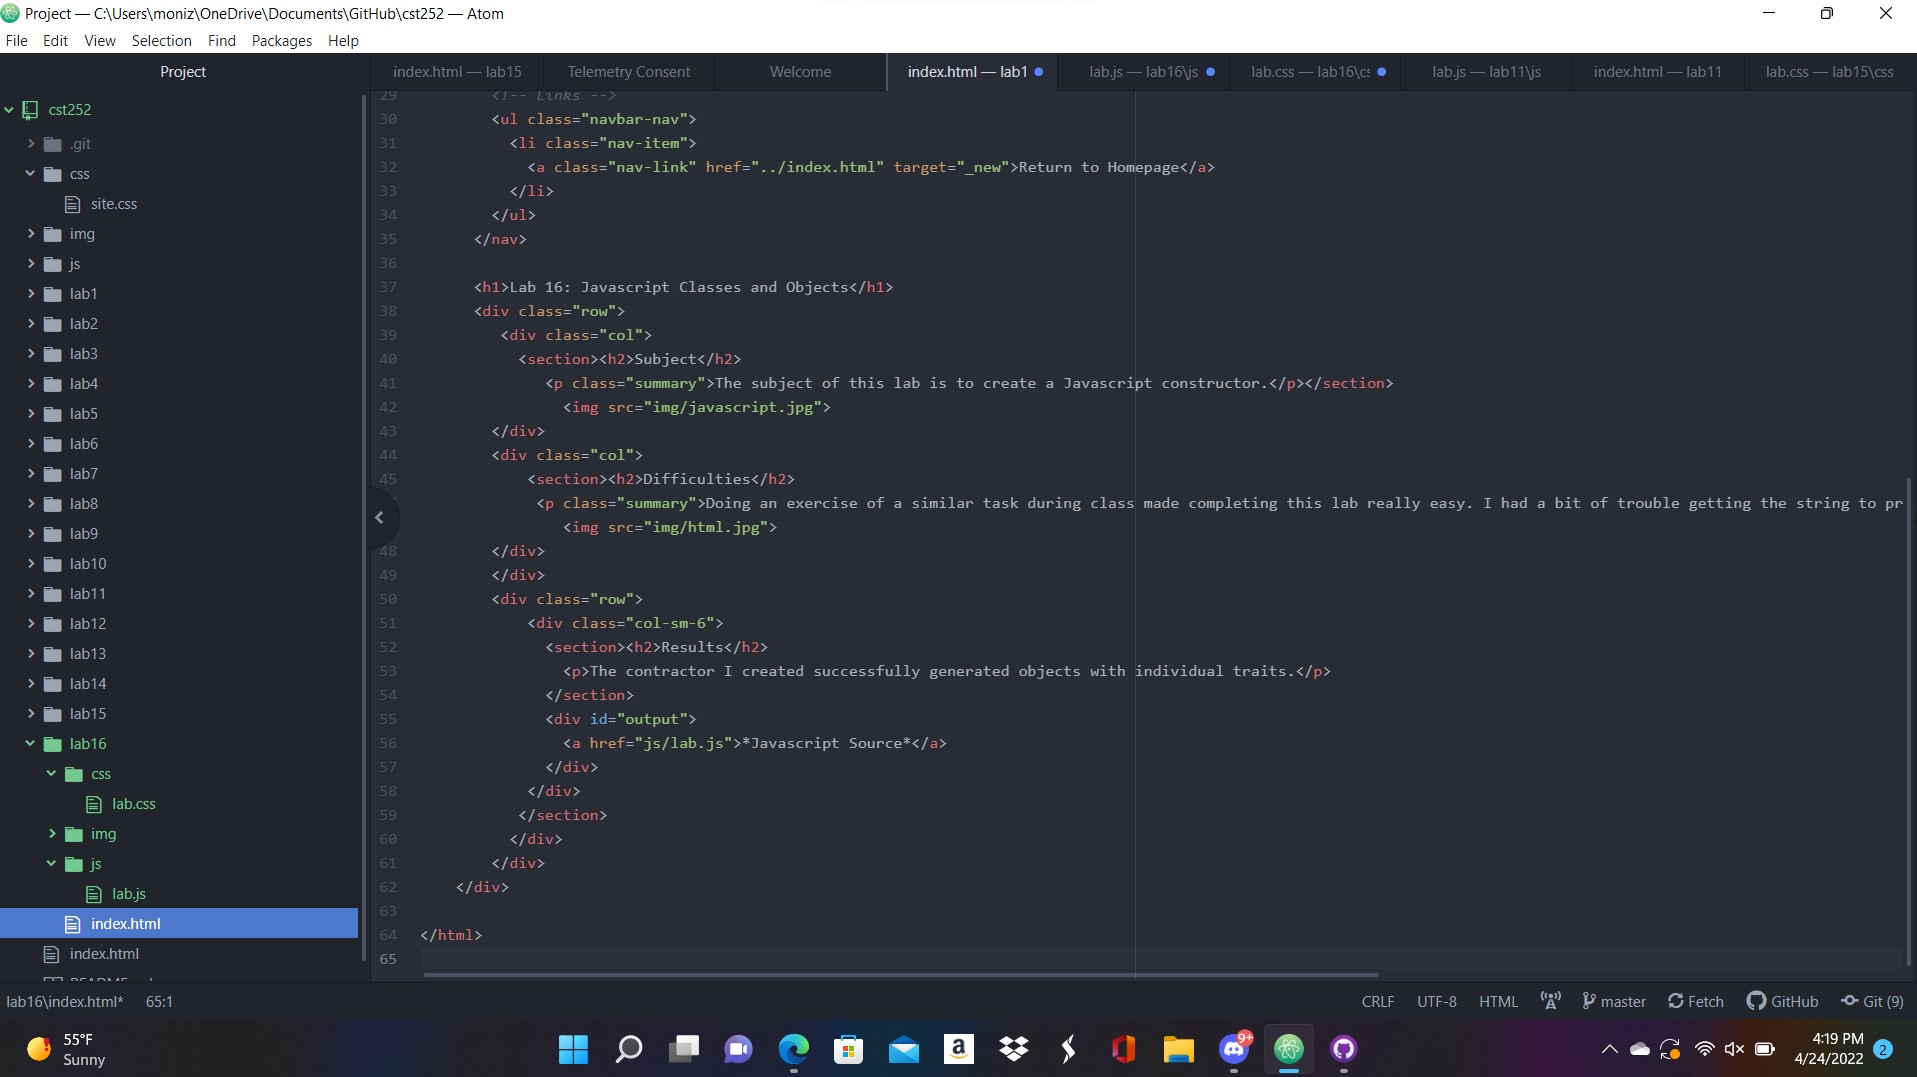 Project — C:\Users\moniz\OneDrive\Documents\GitHub\cst252 — Atom
File Edit View Selection Find Packages Help
Project
index.html — lab15 Telemetry Consent Welcome index.html — lab1 lab.js — lab16\js lab.css — lab16\cs lab.js — lab11\js index.html — lab11 lab.css — lab15\css
cst252
.git
css
site.css
img
js
lab1
lab2
lab3
lab4
lab5
lab6
lab7
lab8
lab9
lab10
lab11
lab12
lab13
lab14
lab15
lab16
css
lab.css
img
js
lab.js
index.html
index.html
29 <!-- Links -->
30 <ul class="navbar-nav">
31 <li class="nav-item">
32 <a class="nav-link" href="../index.html" target="_new">Return to Homepage</a>
33 </li>
34 </ul>
35 </nav>
36
37 <h1>Lab 16: Javascript Classes and Objects</h1>
38 <div class="row">
39 <div class="col">
40 <section><h2>Subject</h2>
41 <p class="summary">The subject of this lab is to create a Javascript constructor.</p></section>
42 <img src="img/javascript.jpg">
43 </div>
44 <div class="col">
45 <section><h2>Difficulties</h2>
<p class="summary">Doing an exercise of a similar task during class made completing this lab really easy. I had a bit of trouble getting the string to pr
<img src="img/html.jpg">
48 </div>
49 </div>
50 <div class="row">
51 <div class="col-sm-6">
52 <section><h2>Results</h2>
53 <p>The contractor I created successfully generated objects with individual traits.</p>
54 </section>
55 <div id="output">
56 <a href="js/lab.js">*Javascript Source*</a>
57 </div>
58 </div>
59 </section>
60 </div>
61 </div>
62 </div>
63
64 </html>
65
lab16\index.html* 65:1 CRLF UTF-8 HTML master Fetch GitHub Git (9)
55°F
Sunny
a
9+
4:19 PM
4/24/2022
2